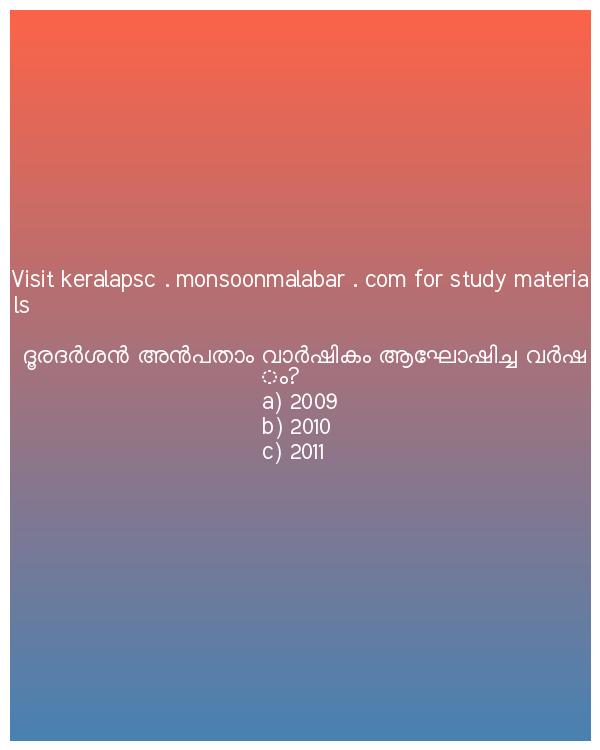 Visit keralapsc . monsoonmalabar . com for study materia
ls
ദൂരദർശൻ അൻപതാം വാർഷികം ആഘോഷിച്ച വർഷ
ം?
a) 2009
b) 2010
c) 2011